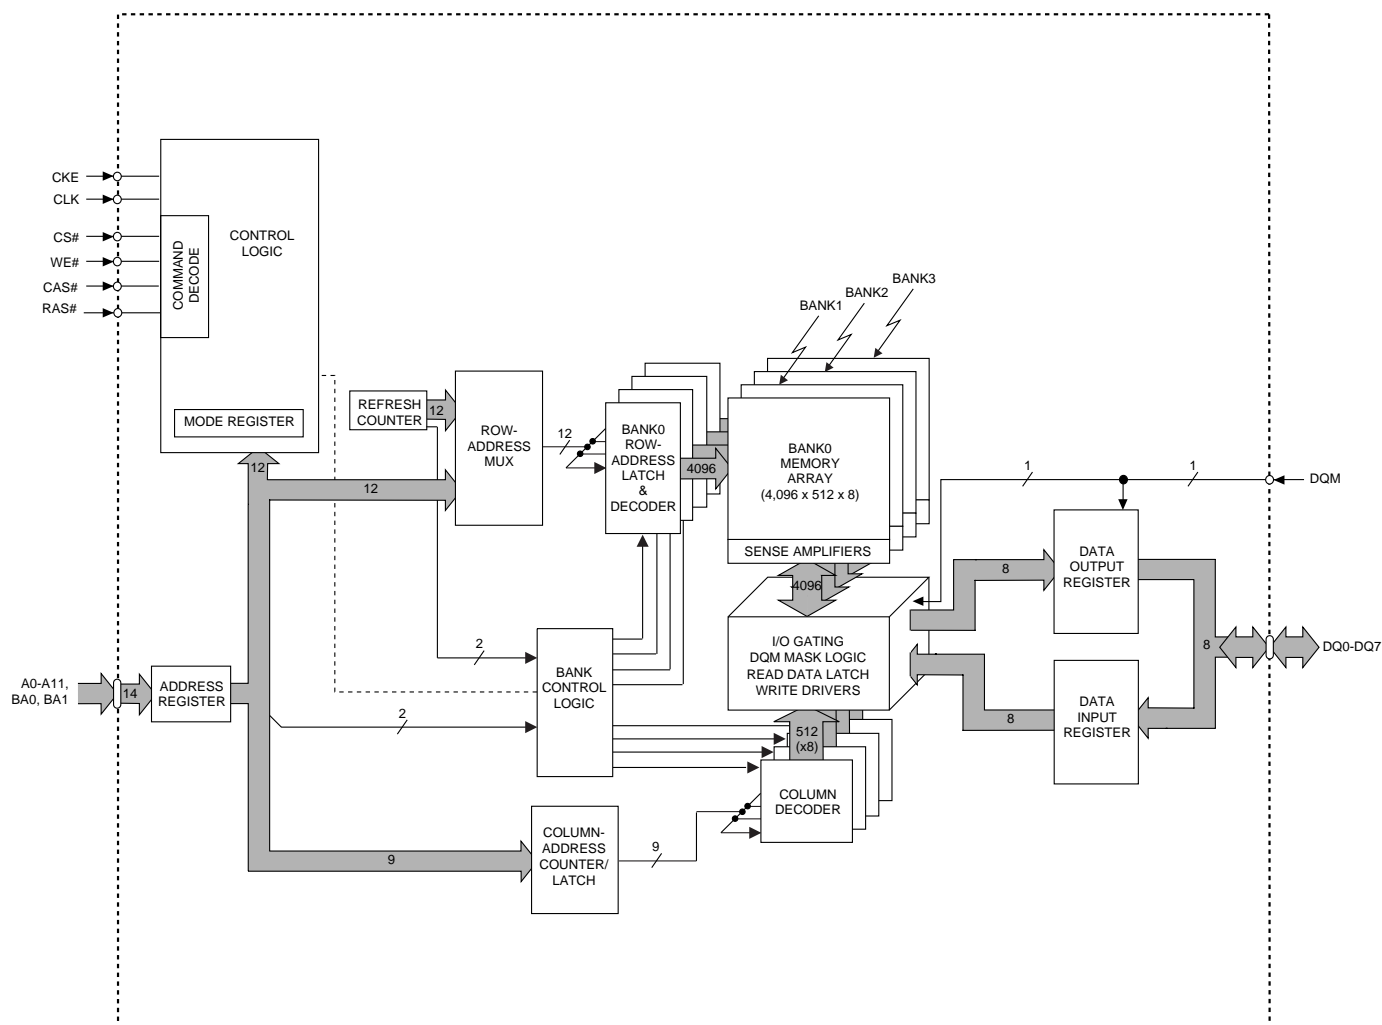 CKE
CLK
CS#
WE#
CAS#
RAS#
COMMAND
DECODE
CONTROL
LOGIC
MODE REGISTER
BANK3
BANK2
BANK1
REFRESH
COUNTER
12
ROW-
ADDRESS
MUX
12
BANK0
ROW-
ADDRESS
LATCH
&
DECODER
4096
BANK0
MEMORY
ARRAY
(4,096 x 512 x 8)
SENSE AMPLIFIERS
12
12
1
1
DQM
4096
DATA
OUTPUT
REGISTER
8
I/O GATING
DQM MASK LOGIC
READ DATA LATCH
WRITE DRIVERS
8
DQ0-DQ7
2
BANK
CONTROL
LOGIC
A0-A11,
BA0, BA1
14
ADDRESS
REGISTER
2
512
(x8)
8
DATA
INPUT
REGISTER
COLUMN
DECODER
COLUMN-
ADDRESS
COUNTER/
LATCH
9
9